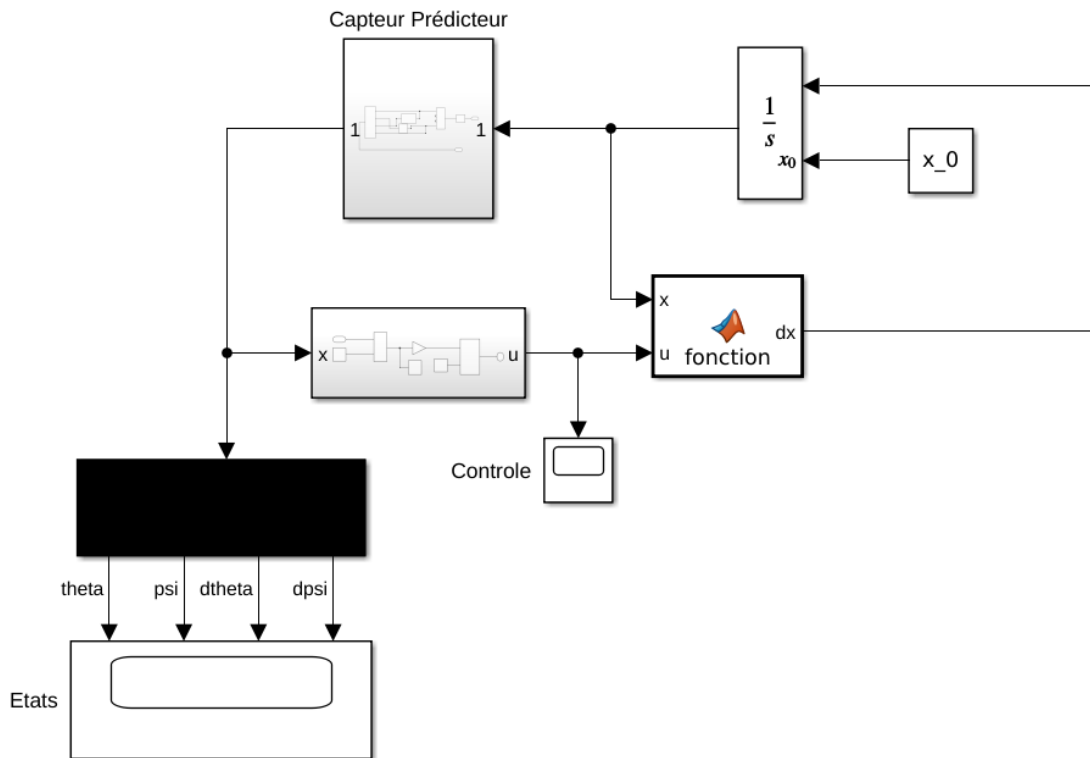 Capteur Prédicteur
1
1
1
s
x₀
x_0
x
u
x
u
dx
fonction
Controle
theta
psi
dtheta
dpsi
Etats